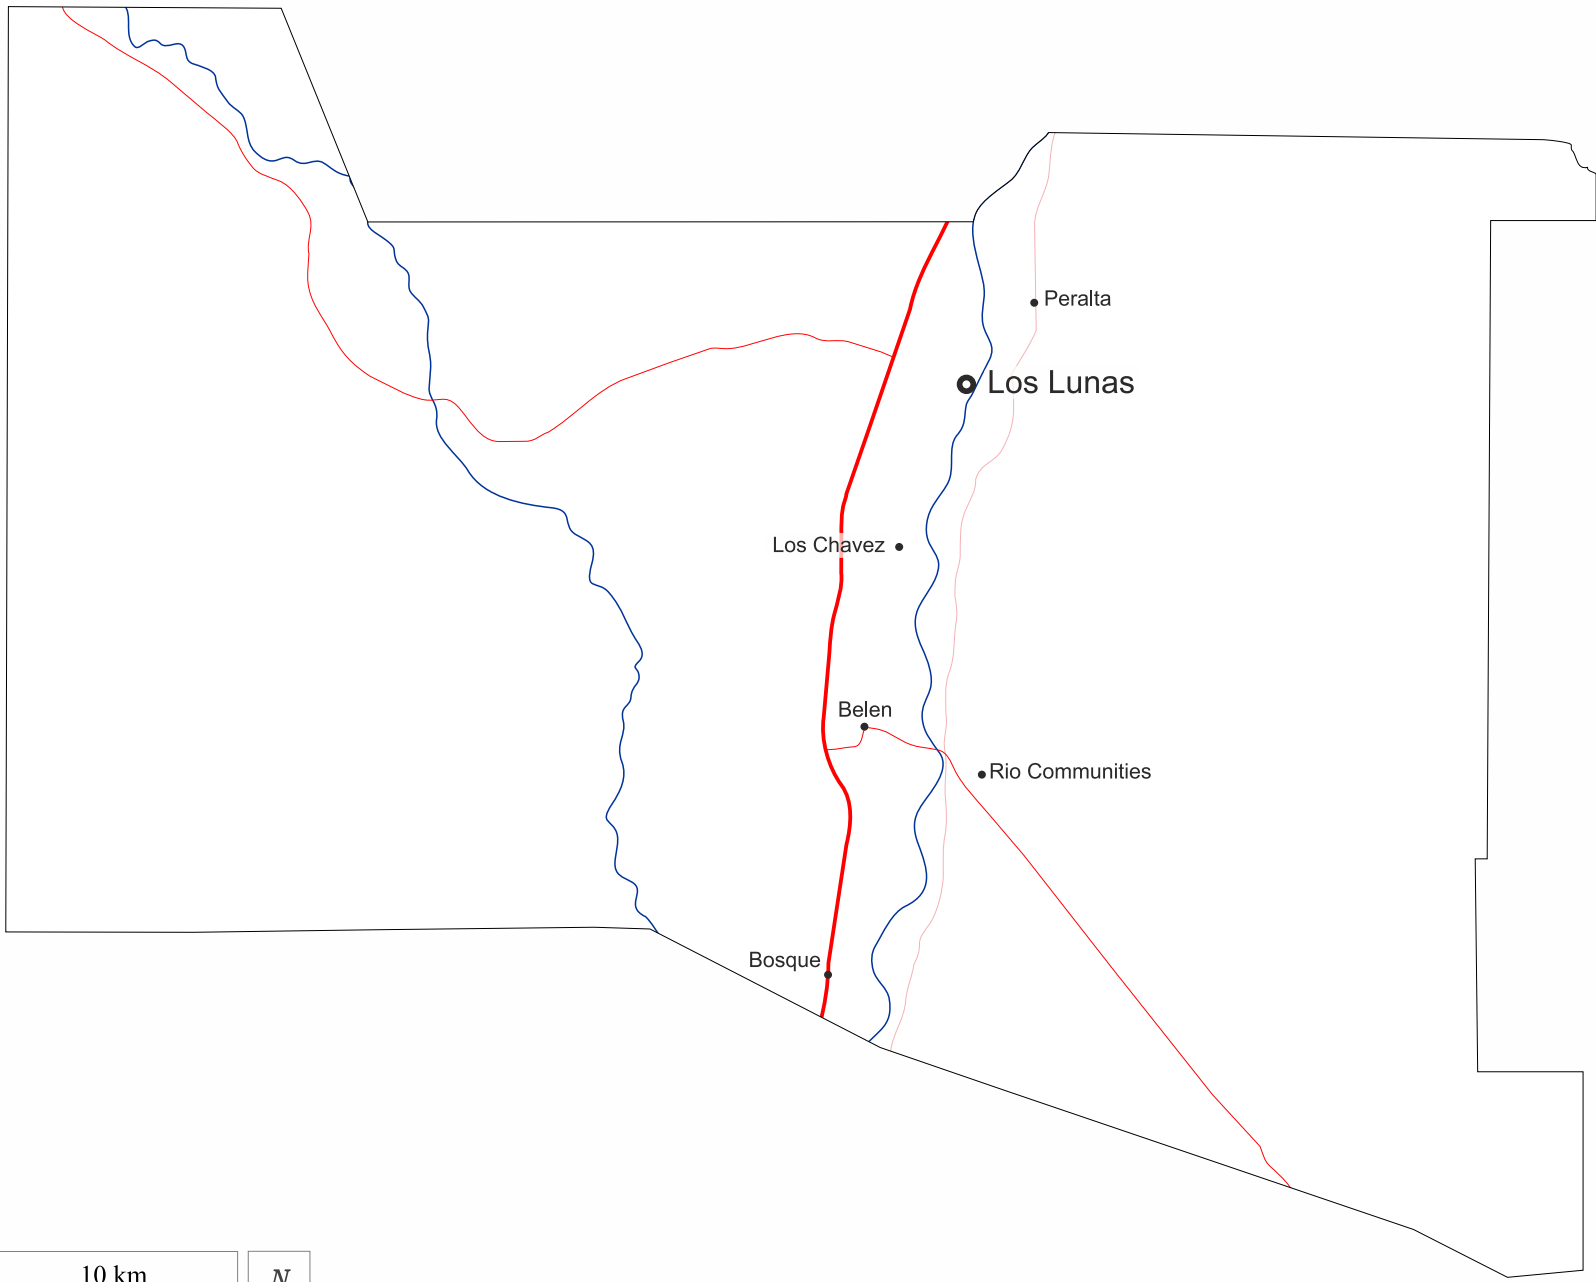 Peralta
Los Lunas
Los Chavez
Belen
Rio Communities
Bosque
10 km
N